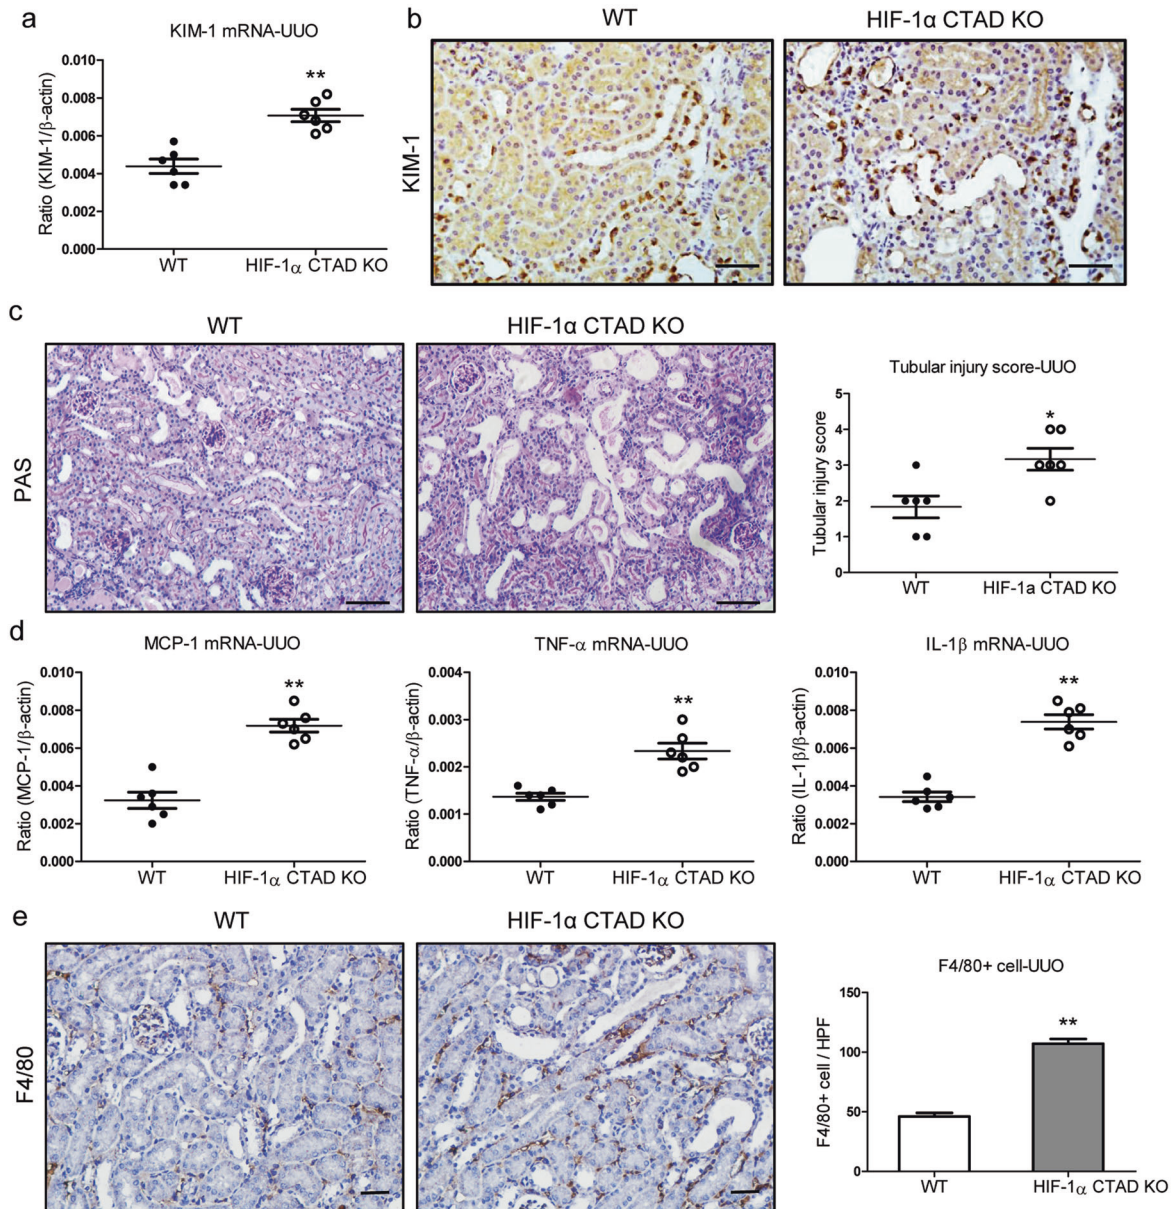 a
KIM-1 mRNA-UUO
Ratio (KIM-1/β-actin)
0.010
**
0.008
0.006
0.004
0.002
0.000
WT
HIF-1α CTAD KO
b
WT
HIF-1α CTAD KO
KIM-1
c
WT
HIF-1α CTAD KO
PAS
Tubular injury score-UUO
Tubular injury score
5
*
4
3
2
1
WT
HIF-1a CTAD KO
d
MCP-1 mRNA-UUO
Ratio (MCP-1/β-actin)
0.010
**
0.008
0.006
0.004
0.002
0.000
WT
HIF-1α CTAD KO
TNF-α mRNA-UUO
Ratio (TNF-α/β-actin)
0.004
**
0.003
0.002
0.001
0.000
WT
HIF-1α CTAD KO
IL-1β mRNA-UUO
Ratio (IL-1β/β-actin)
0.010
**
0.008
0.006
0.004
0.002
0.000
WT
HIF-1α CTAD KO
e
WT
HIF-1α CTAD KO
F4/80
F4/80+ cell-UUO
F4/80+ cell / HPF
150
**
100
50
0
WT
HIF-1α CTAD KO